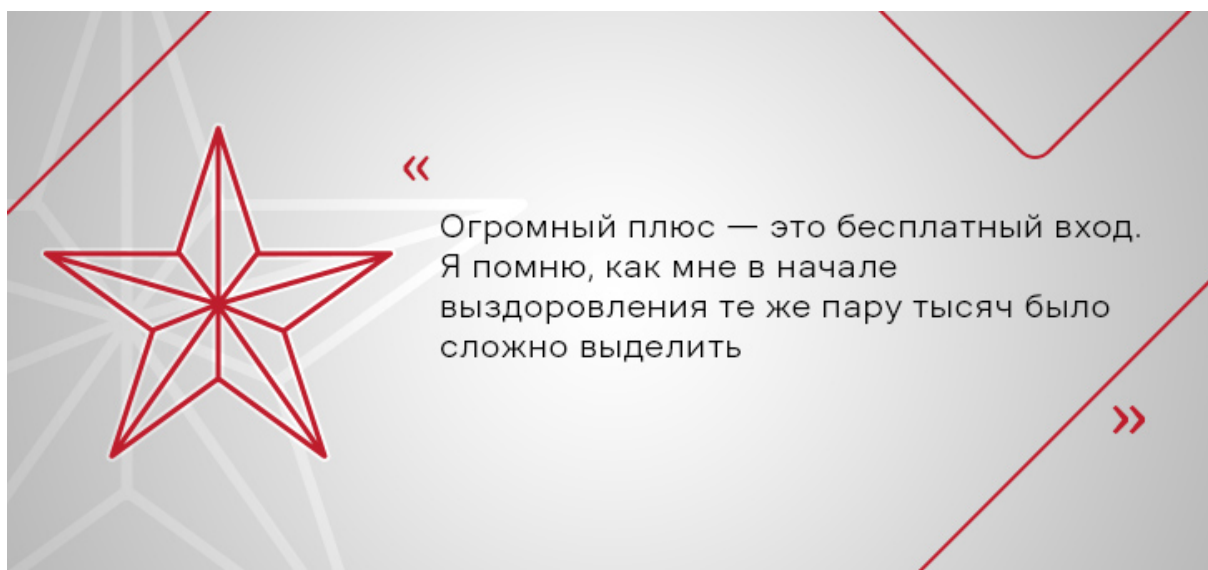 «
Огромный плюс — это бесплатный вход.
Я помню, как мне в начале
выздоровления те же пару тысяч было
сложно выделить
»